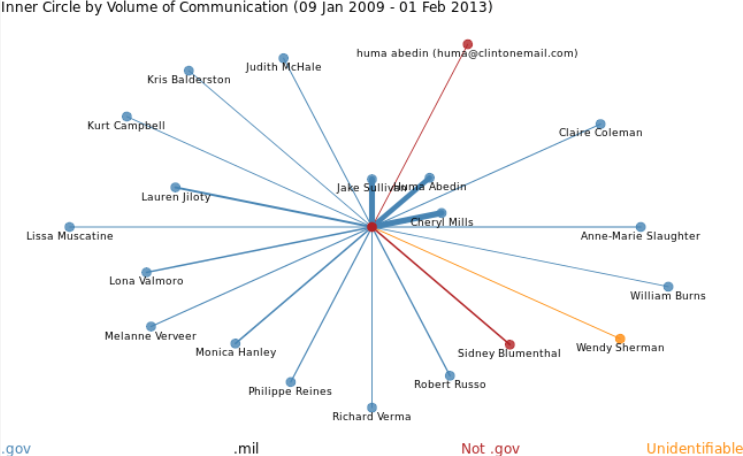 Inner Circle by Volume of Communication (09 Jan 2009 - 01 Feb 2013)
huma abedin (huma@clintonemail.com)
Judith McHale
Kris Balderston
Kurt Campbell
Claire Coleman
Jake Sullivan
Huma Abedin
Lauren Jiloty
Cheryl Mills
Lissa Muscatine
Anne-Marie Slaughter
Lona Valmoro
William Burns
Melanne Verveer
Wendy Sherman
Monica Hanley
Sidney Blumenthal
Robert Russo
Philippe Reines
Richard Verma
.gov
.mil
Not .gov
Unidentifiable